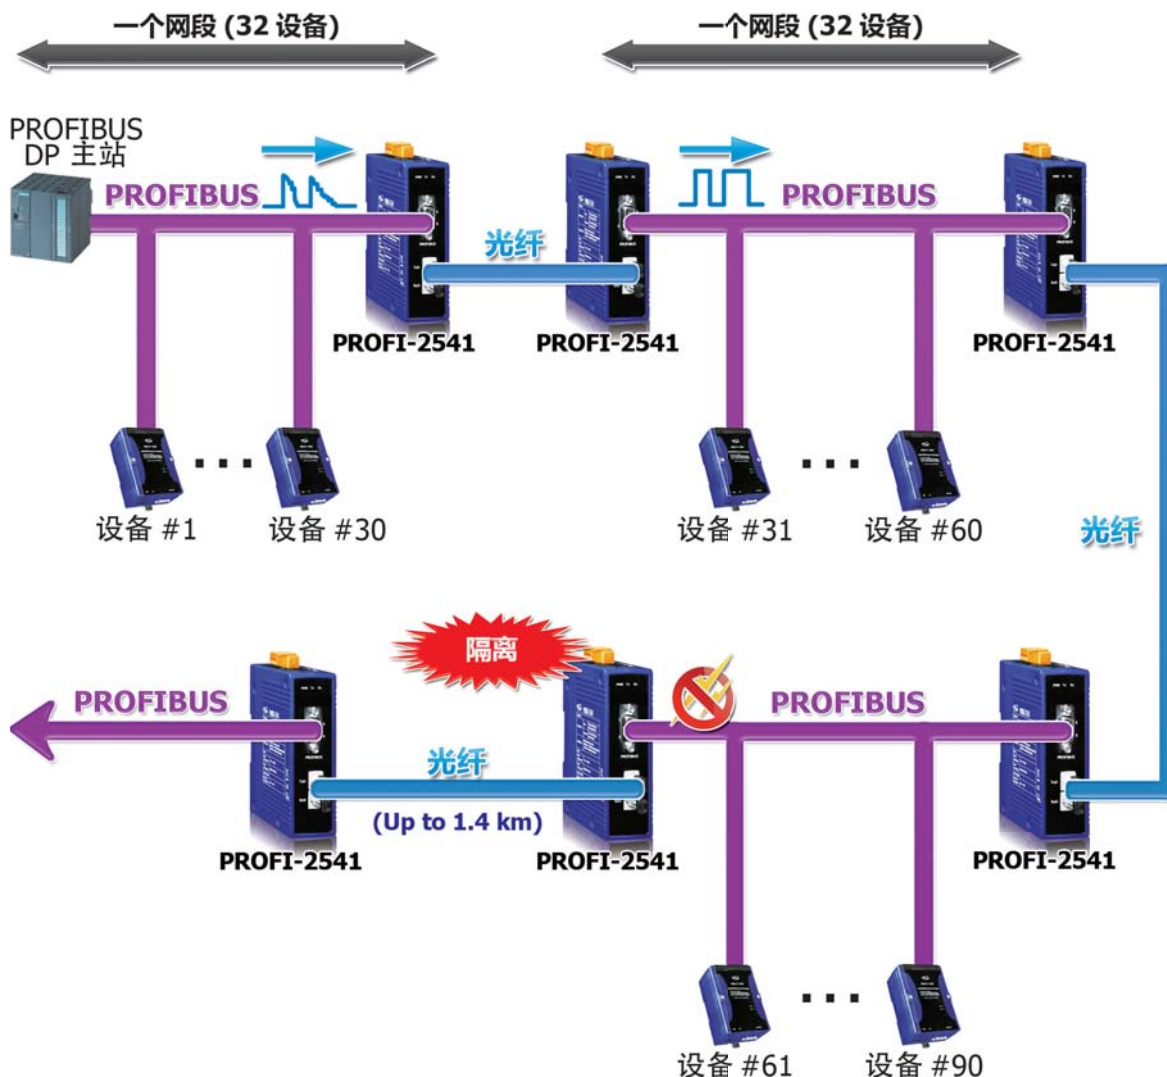 一个网段 (32 设备)
一个网段 (32 设备)
PROFIBUS
DP 主站
PROFIBUS
PROFIBUS
光纤
PROFI-2541
PROFI-2541
PROFI-2541
设备 #1
设备 #30
设备 #31
设备 #60
光纤
隔离
PROFIBUS
PROFIBUS
光纤
(Up to 1.4 km)
PROFI-2541
PROFI-2541
PROFI-2541
设备 #61
设备 #90